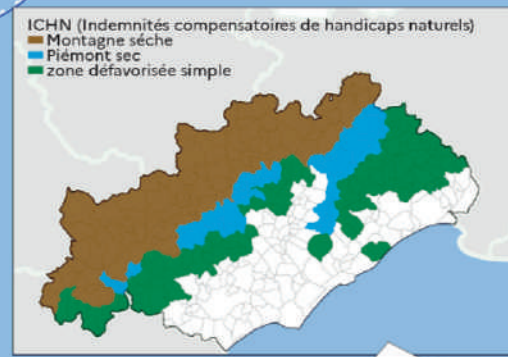 ICHN (Indemnités compensatoires de handicaps naturels)
Montagne séche
Piémont sec
zone défavorisée simple